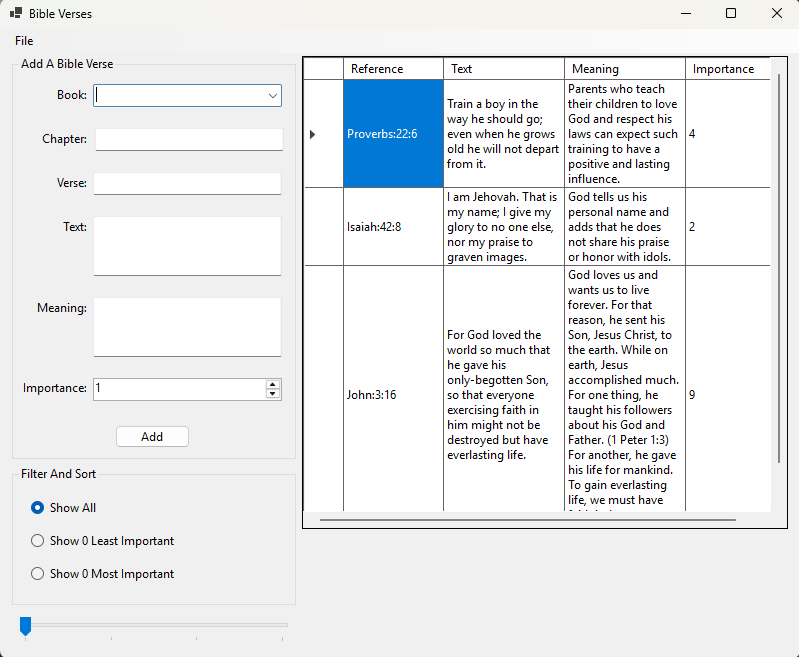 Bible Verses
File
Add A Bible Verse
Book:
Chapter:
Verse:
Text:
Meaning:
Importance:
1
Add
Filter And Sort
Show All
Show 0 Least Important
Show 0 Most Important
Reference
Text
Meaning
Importance
Proverbs:22:6
Train a boy in the
way he should go;
even when he grows
old he will not depart
from it.
Parents who teach
their children to love
God and respect his
laws can expect such
training to have a
positive and lasting
influence.
4
Isaiah:42:8
I am Jehovah. That is
my name; I give my
glory to no one else,
nor my praise to
graven images.
God tells us his
personal name and
adds that he does
not share his praise
or honor with idols.
2
John:3:16
For God loved the
world so much that
he gave his
only-begotten Son,
so that everyone
exercising faith in
him might not be
destroyed but have
everlasting life.
God loves us and
wants us to live
forever. For that
reason, he sent his
Son, Jesus Christ, to
the earth. While on
earth, Jesus
accomplished much.
For one thing, he
taught his followers
about his God and
Father. (1 Peter 1:3)
For another, he gave
his life for mankind.
To gain everlasting
life, we must have
9